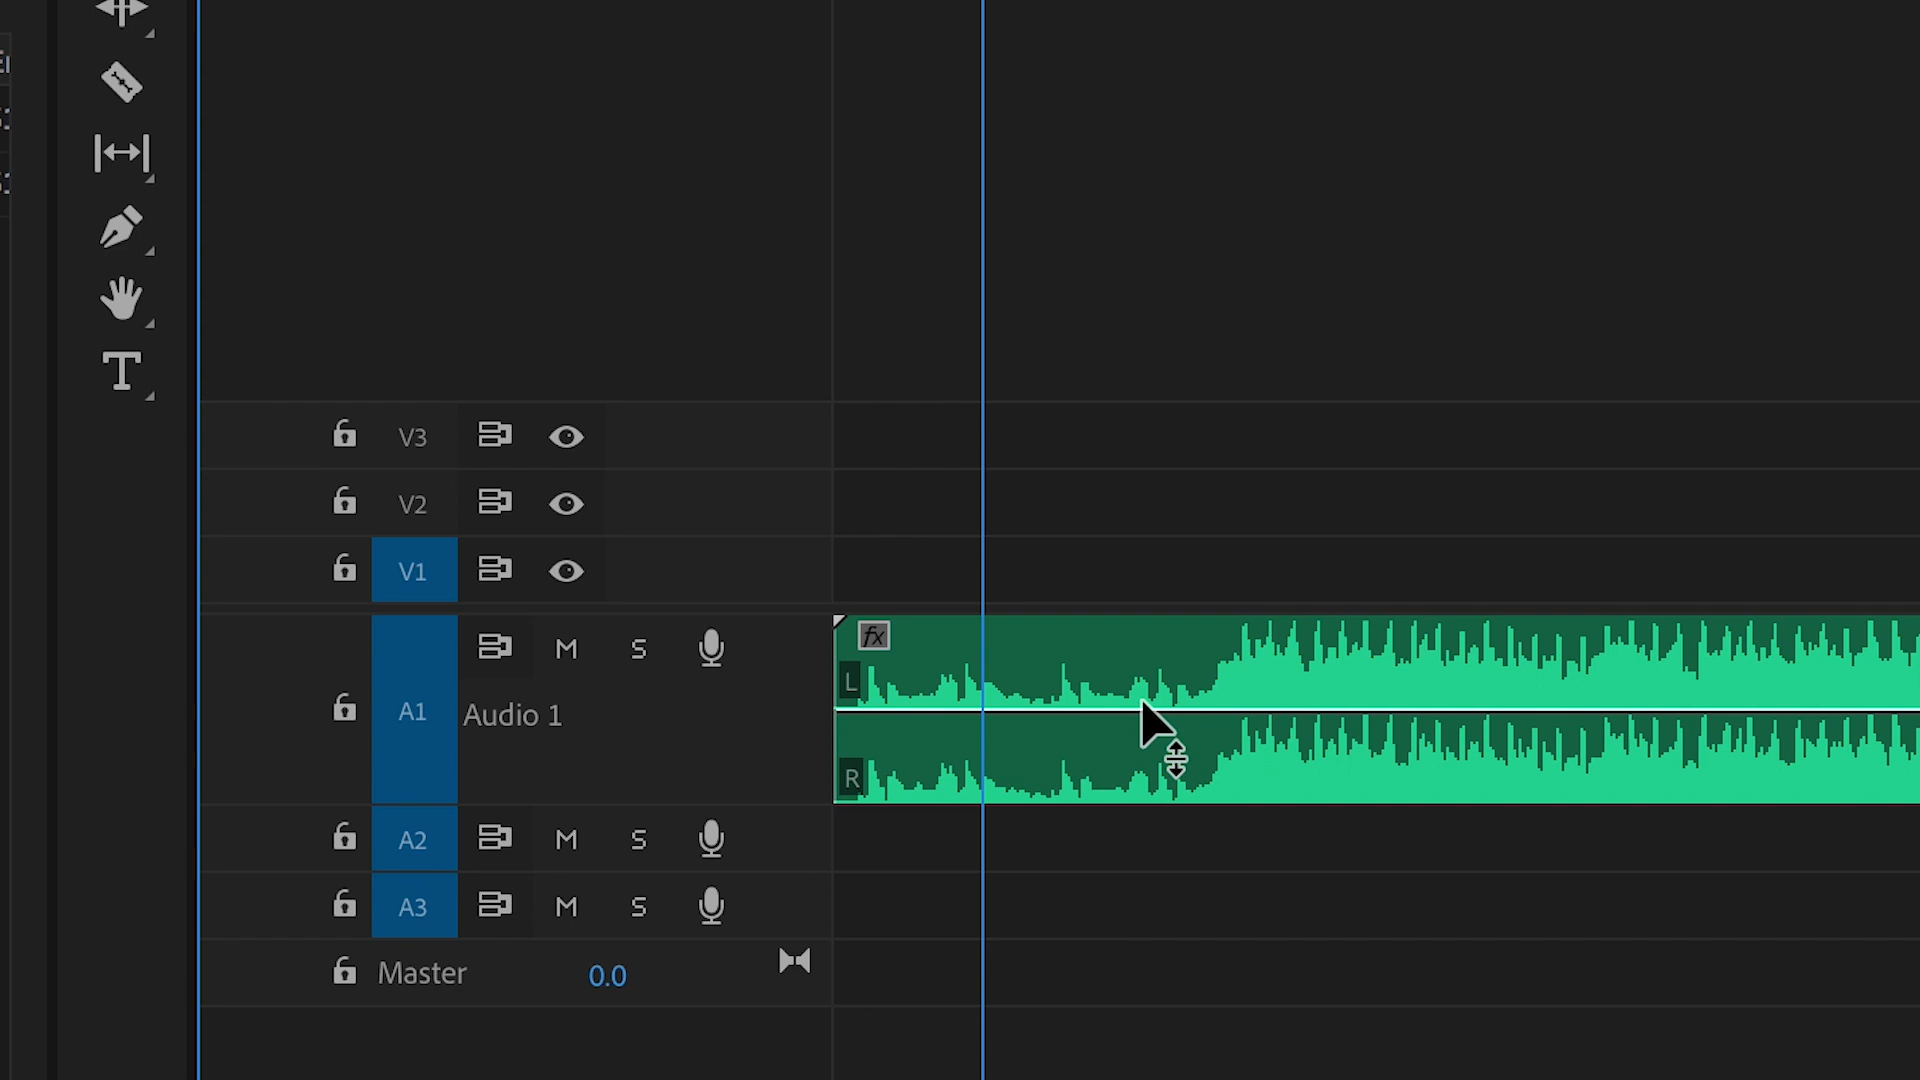 T
V3
V2
V1
fx
M S
L
A1
Audio 1
R
A2 M S
A3 M S
Master 0.0